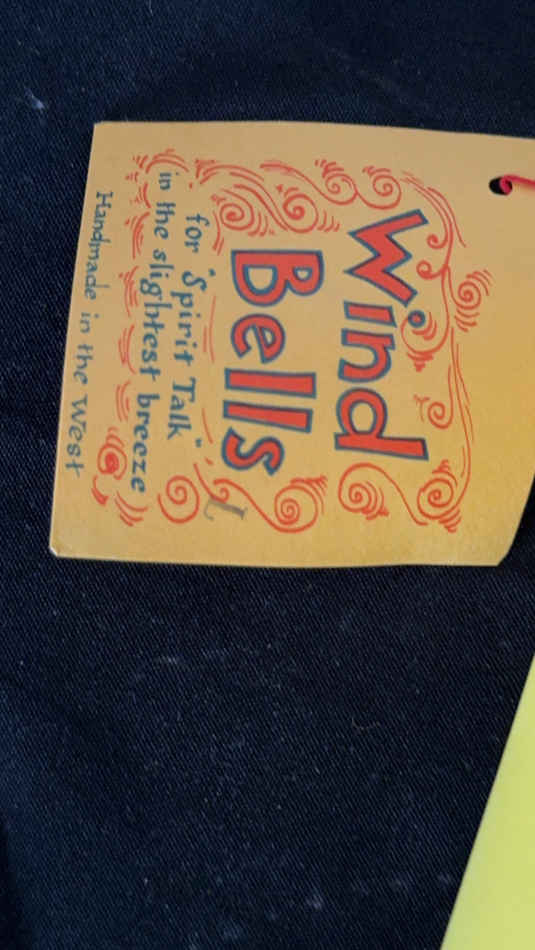 Wind
Bells
for "Spirit Talk"
in the slightest breeze
Handmade in the West